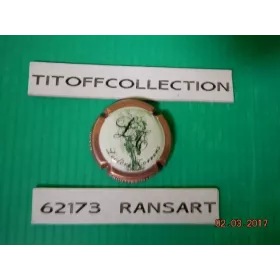 TITOFFCOLLECTION
62173 RANSART
02-03-2017